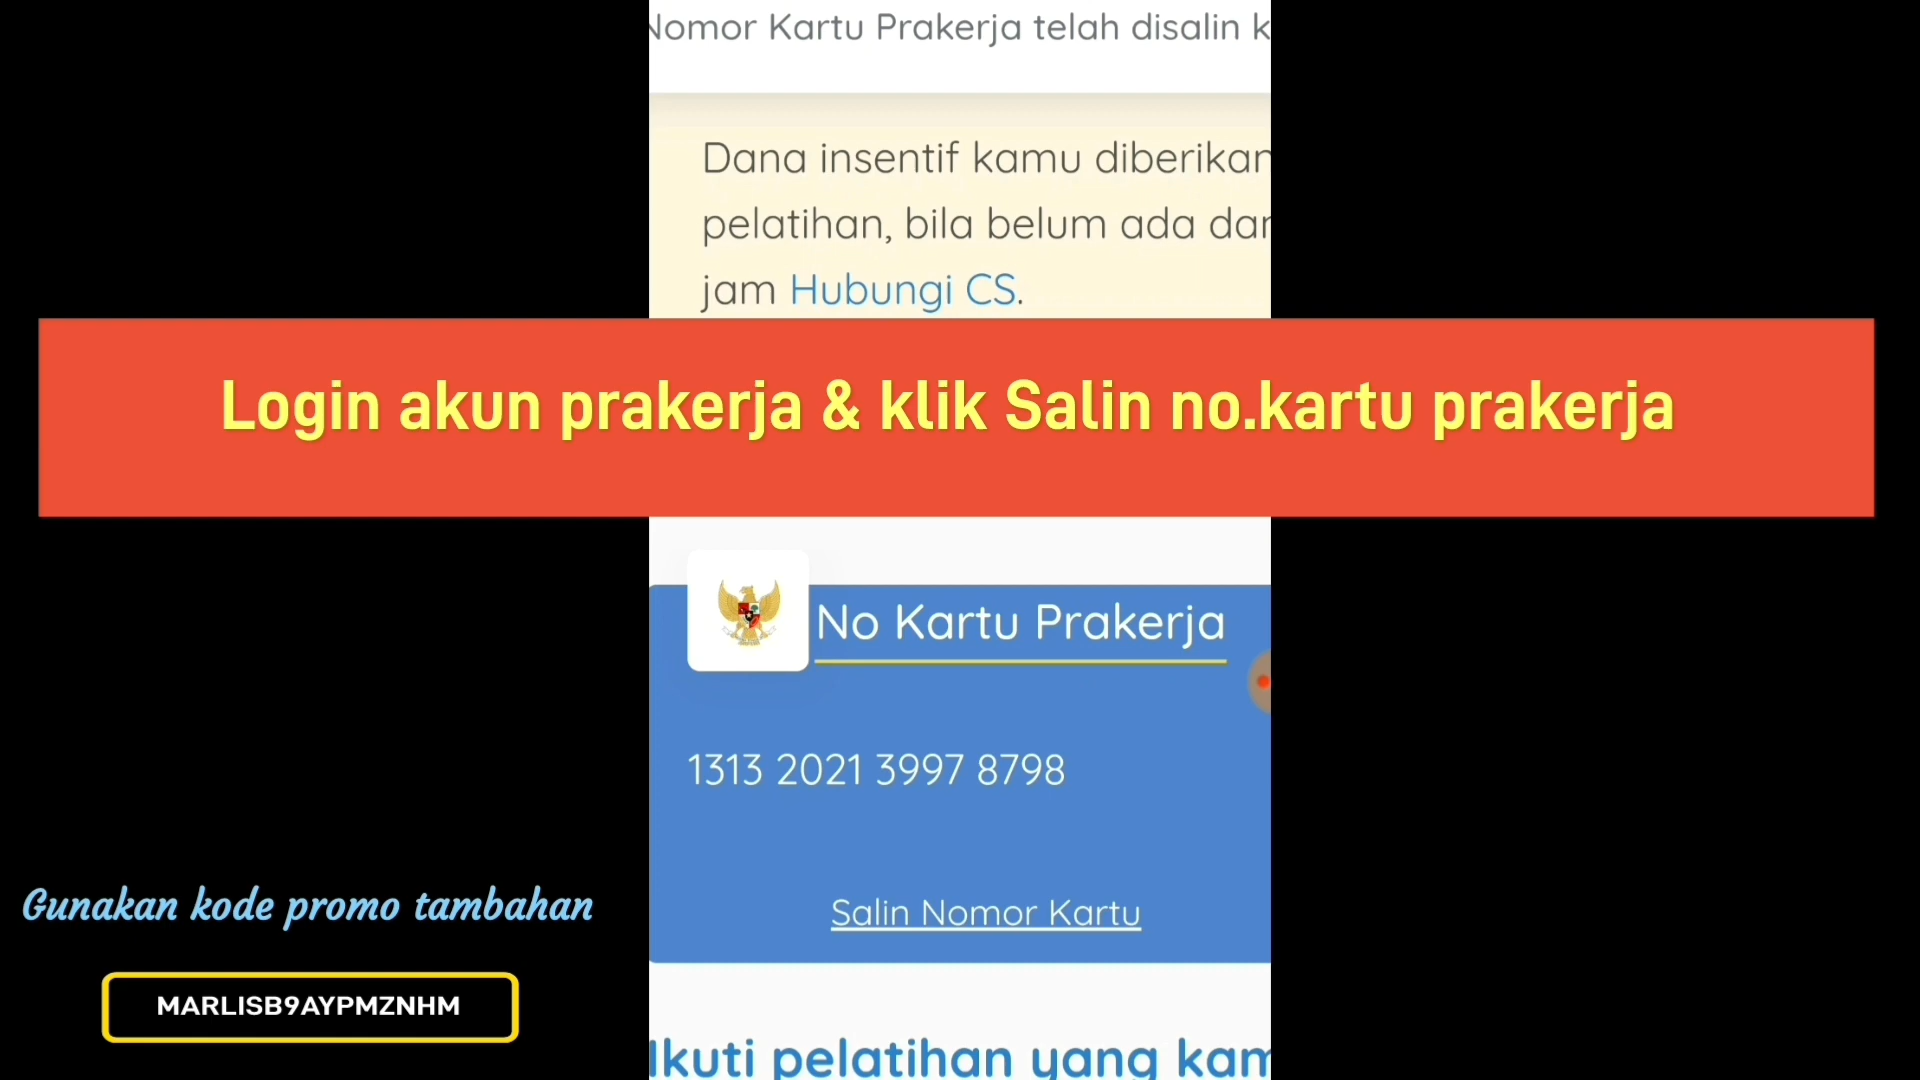 Nomor Kartu Prakerja telah disalin k
Dana insentif kamu diberikan
pelatihan, bila belum ada dan
jam Hubungi CS.
Login akun prakerja & klik Salin no.kartu prakerja
No Kartu Prakerja
1313 2021 3997 8798
Salin Nomor Kartu
Gunakan kode promo tambahan
MARLISB9AYPMZNHM
Ikuti pelatihan yang kam